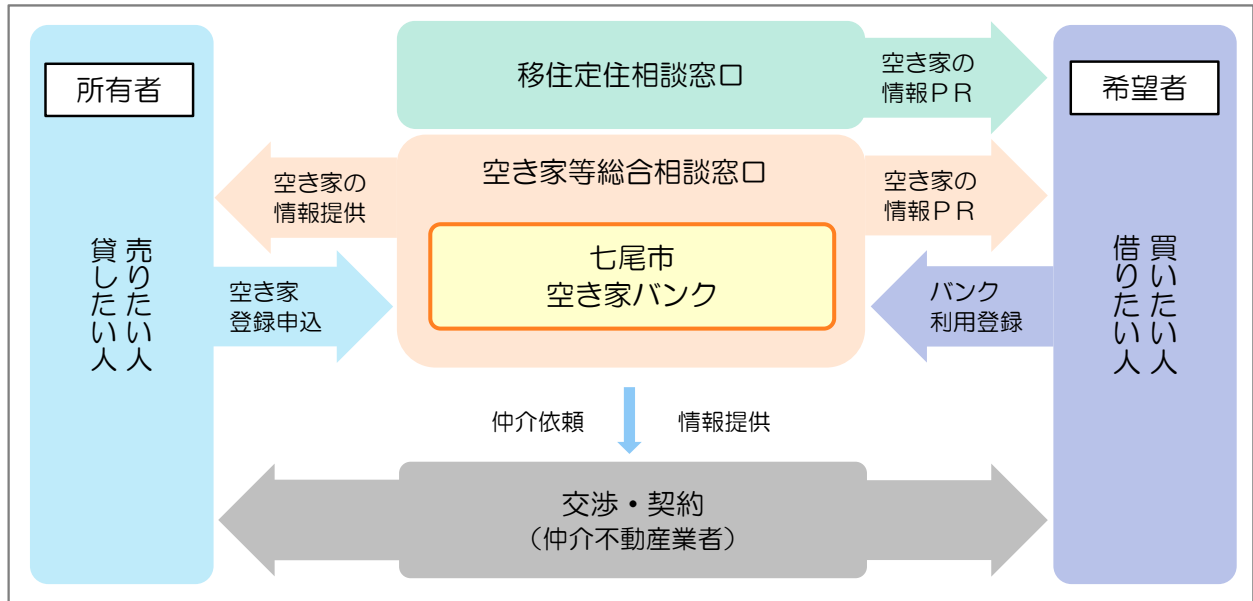 所有者
売りたい人
貸したい人
移住定住相談窓口
空き家の
情報ＰＲ
希望者
買いたい人
借りたい人
空き家の
情報提供
空き家等総合相談窓口
空き家の
情報ＰＲ
七尾市
空き家バンク
空き家
登録申込
バンク
利用登録
仲介依頼
情報提供
交渉・契約
（仲介不動産業者）